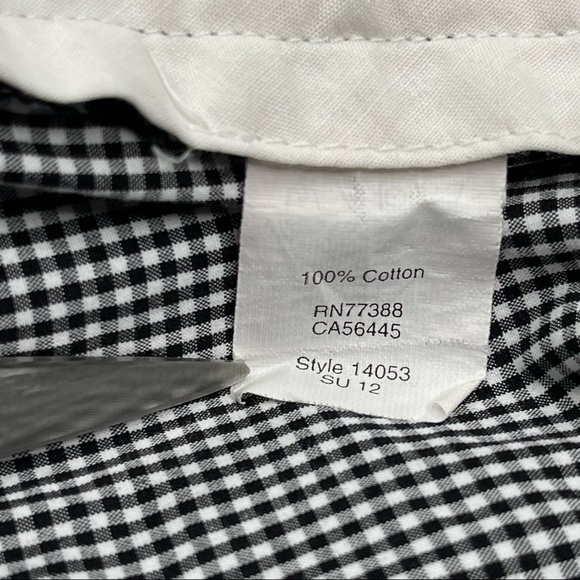 100% Cotton
RN77388
CA56445
Style 14053
SU 12